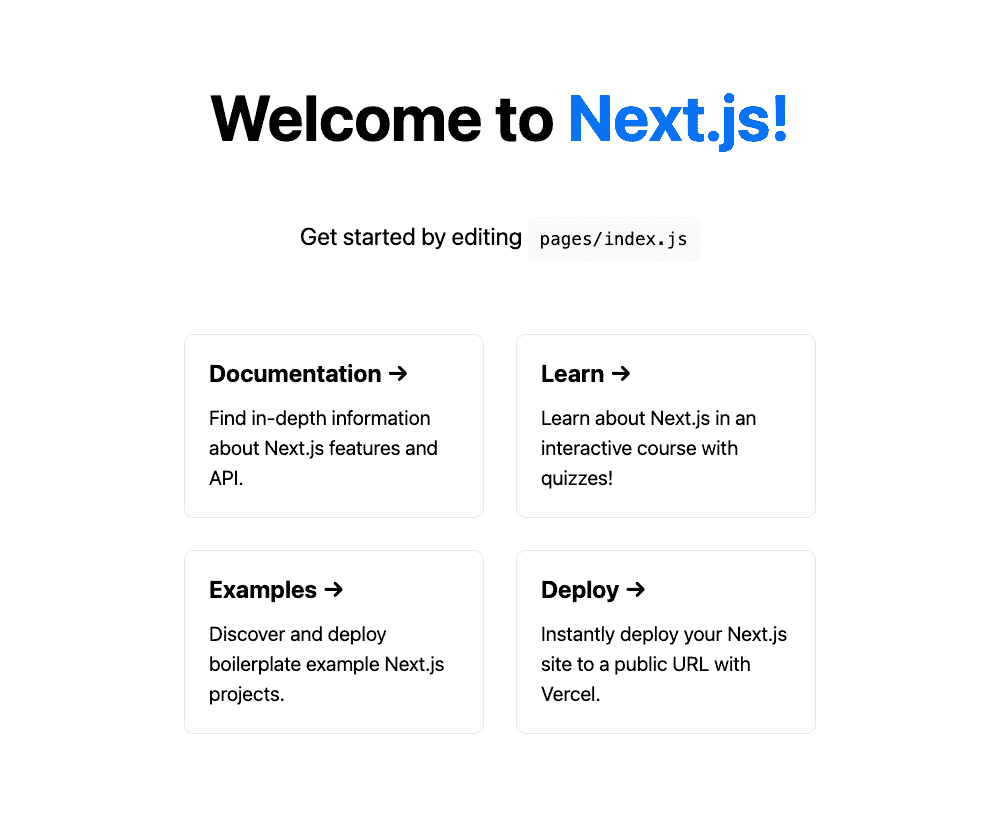 Welcome to Next.js!
Get started by editing pages/index.js
Documentation →
Find in-depth information
about Next.js features and
API.
Learn →
Learn about Next.js in an
interactive course with
quizzes!
Examples →
Discover and deploy
boilerplate example Next.js
projects.
Deploy →
Instantly deploy your Next.js
site to a public URL with
Vercel.